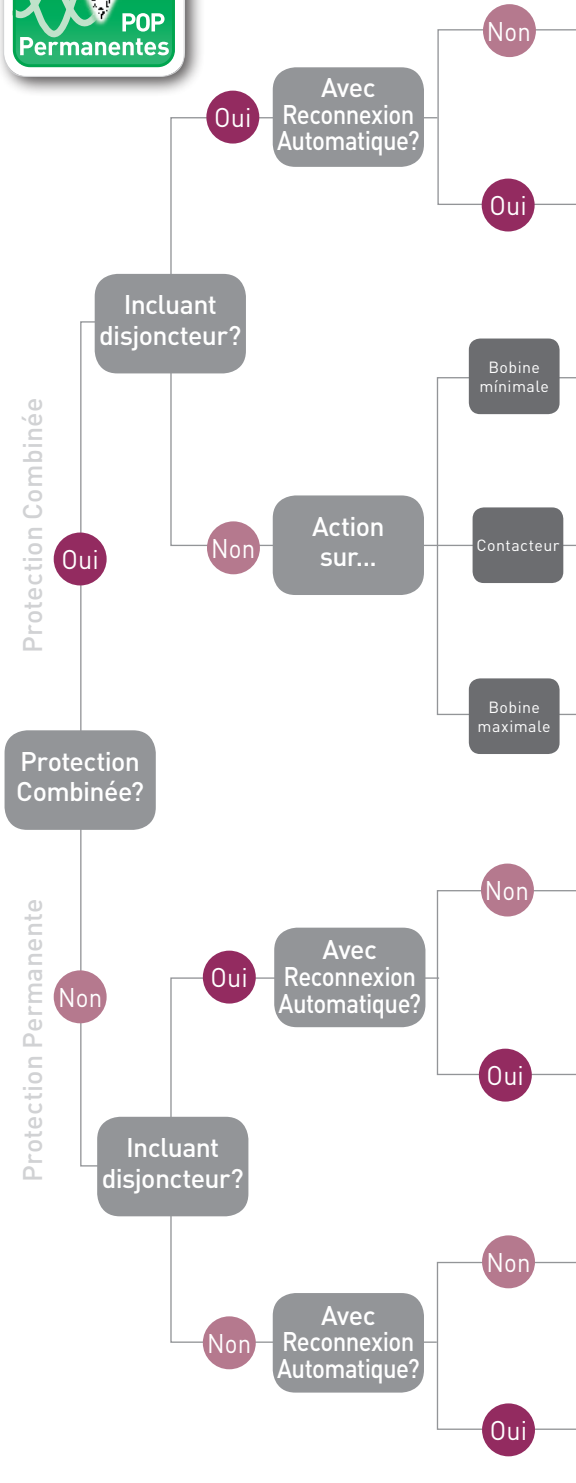 POP
Permanentes
Non
Oui
Avec
Reconnexion
Automatique?
Oui
Incluant
disjoncteur?
Bobine
mínimale
Protection Combinée
Oui
Non
Action
sur...
Contacteur
Bobine
maximale
Protection
Combinée?
Non
Protection Permanente
Non
Oui
Avec
Reconnexion
Automatique?
Oui
Incluant
disjoncteur?
Non
Non
Avec
Reconnexion
Automatique?
Oui